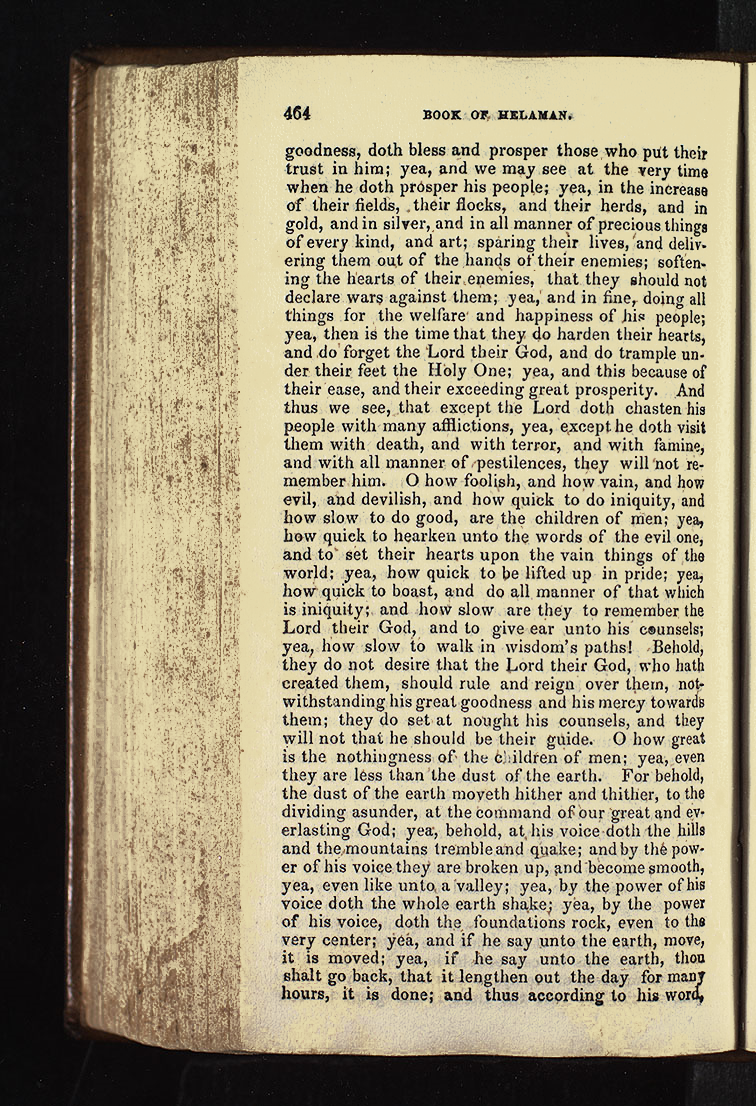 464 BOOK OF HELAMAN.
goodness, doth bless and prosper those who put their
trust in him; yea, and we may see at the very time
when he doth prosper his people; yea, in the increase
of their fields, their flocks, and their herds, and in
gold, and in silver, and in all manner of precious things
of every kind, and art; sparing their lives, and deliv-
ering them out of the hands of their enemies; soften-
ing the hearts of their enemies, that they should not
declare wars against them; yea, and in fine, doing all
things for the welfare and happiness of his people;
yea, then is the time that they do harden their hearts,
and do forget the Lord their God, and do trample un-
der their feet the Holy One; yea, and this because of
their ease, and their exceeding great prosperity. And
thus we see, that except the Lord doth chasten his
people with many afflictions, yea, except he doth visit
them with death, and with terror, and with famine,
and with all manner of pestilences, they will not re-
member him. O how foolish, and how vain, and how
evil, and devilish, and how quick to do iniquity, and
how slow to do good, are the children of men; yea,
how quick to hearken unto the words of the evil one,
and to set their hearts upon the vain things of the
world; yea, how quick to be lifted up in pride; yea,
how quick to boast, and do all manner of that which
is iniquity; and how slow are they to remember the
Lord their God, and to give ear unto his counsels;
yea, how slow to walk in wisdom's paths! Behold,
they do not desire that the Lord their God, who hath
created them, should rule and reign over them, not-
withstanding his great goodness and his mercy towards
them; they do set at nought his counsels, and they
will not that he should be their guide. O how great
is the nothingness of the children of men; yea, even
they are less than the dust of the earth. For behold,
the dust of the earth moveth hither and thither, to the
dividing asunder, at the command of our great and ev-
erlasting God; yea, behold, at his voice doth the hills
and the mountains tremble and quake; and by the pow-
er of his voice they are broken up, and become smooth,
yea, even like unto a valley; yea, by the power of his
voice doth the whole earth shake; yea, by the power
of his voice, doth the foundations rock, even to the
very center; yea, and if he say unto the earth, move,
it is moved; yea, if he say unto the earth, thou
shalt go back, that it lengthen out the day for many
hours, it is done; and thus according to his word,